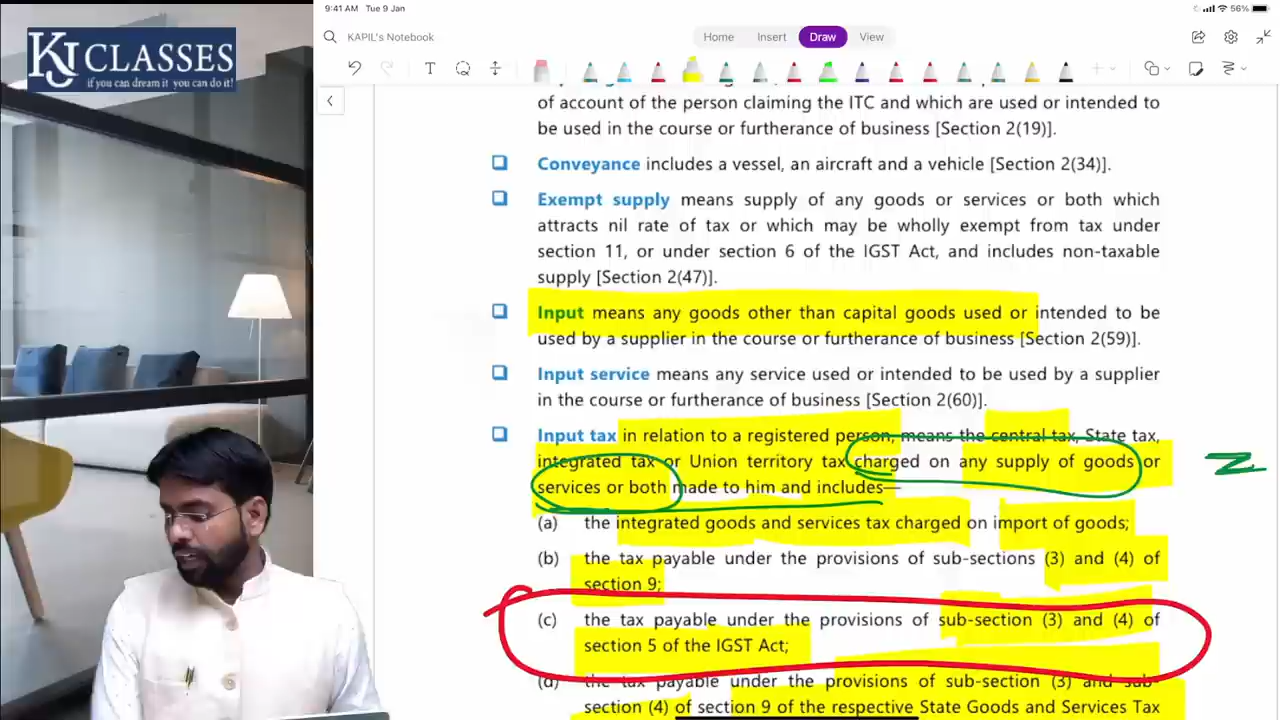 9:41 AM Tue 9 Jan
56%
KJ CLASSES
if you can dream it you can do it!
KAPIL's Notebook
Home Insert Draw View
of account of the person claiming the ITC and which are used or intended to
be used in the course or furtherance of business [Section 2(19)].
Conveyance includes a vessel, an aircraft and a vehicle [Section 2(34)].
Exempt supply means supply of any goods or services or both which
attracts nil rate of tax or which may be wholly exempt from tax under
section 11, or under section 6 of the IGST Act, and includes non-taxable
supply [Section 2(47)].
Input means any goods other than capital goods used or intended to be
used by a supplier in the course or furtherance of business [Section 2(59)].
Input service means any service used or intended to be used by a supplier
in the course or furtherance of business [Section 2(60)].
Input tax in relation to a registered person, means the central tax, State tax,
integrated tax or Union territory tax charged on any supply of goods or
services or both made to him and includes—
(a) the integrated goods and services tax charged on import of goods;
(b) the tax payable under the provisions of sub-sections (3) and (4) of
section 9;
(c) the tax payable under the provisions of sub-section (3) and (4) of
section 5 of the IGST Act;
(d) the tax payable under the provisions of sub-section (3) and sub-
section (4) of section 9 of the respective State Goods and Services Tax